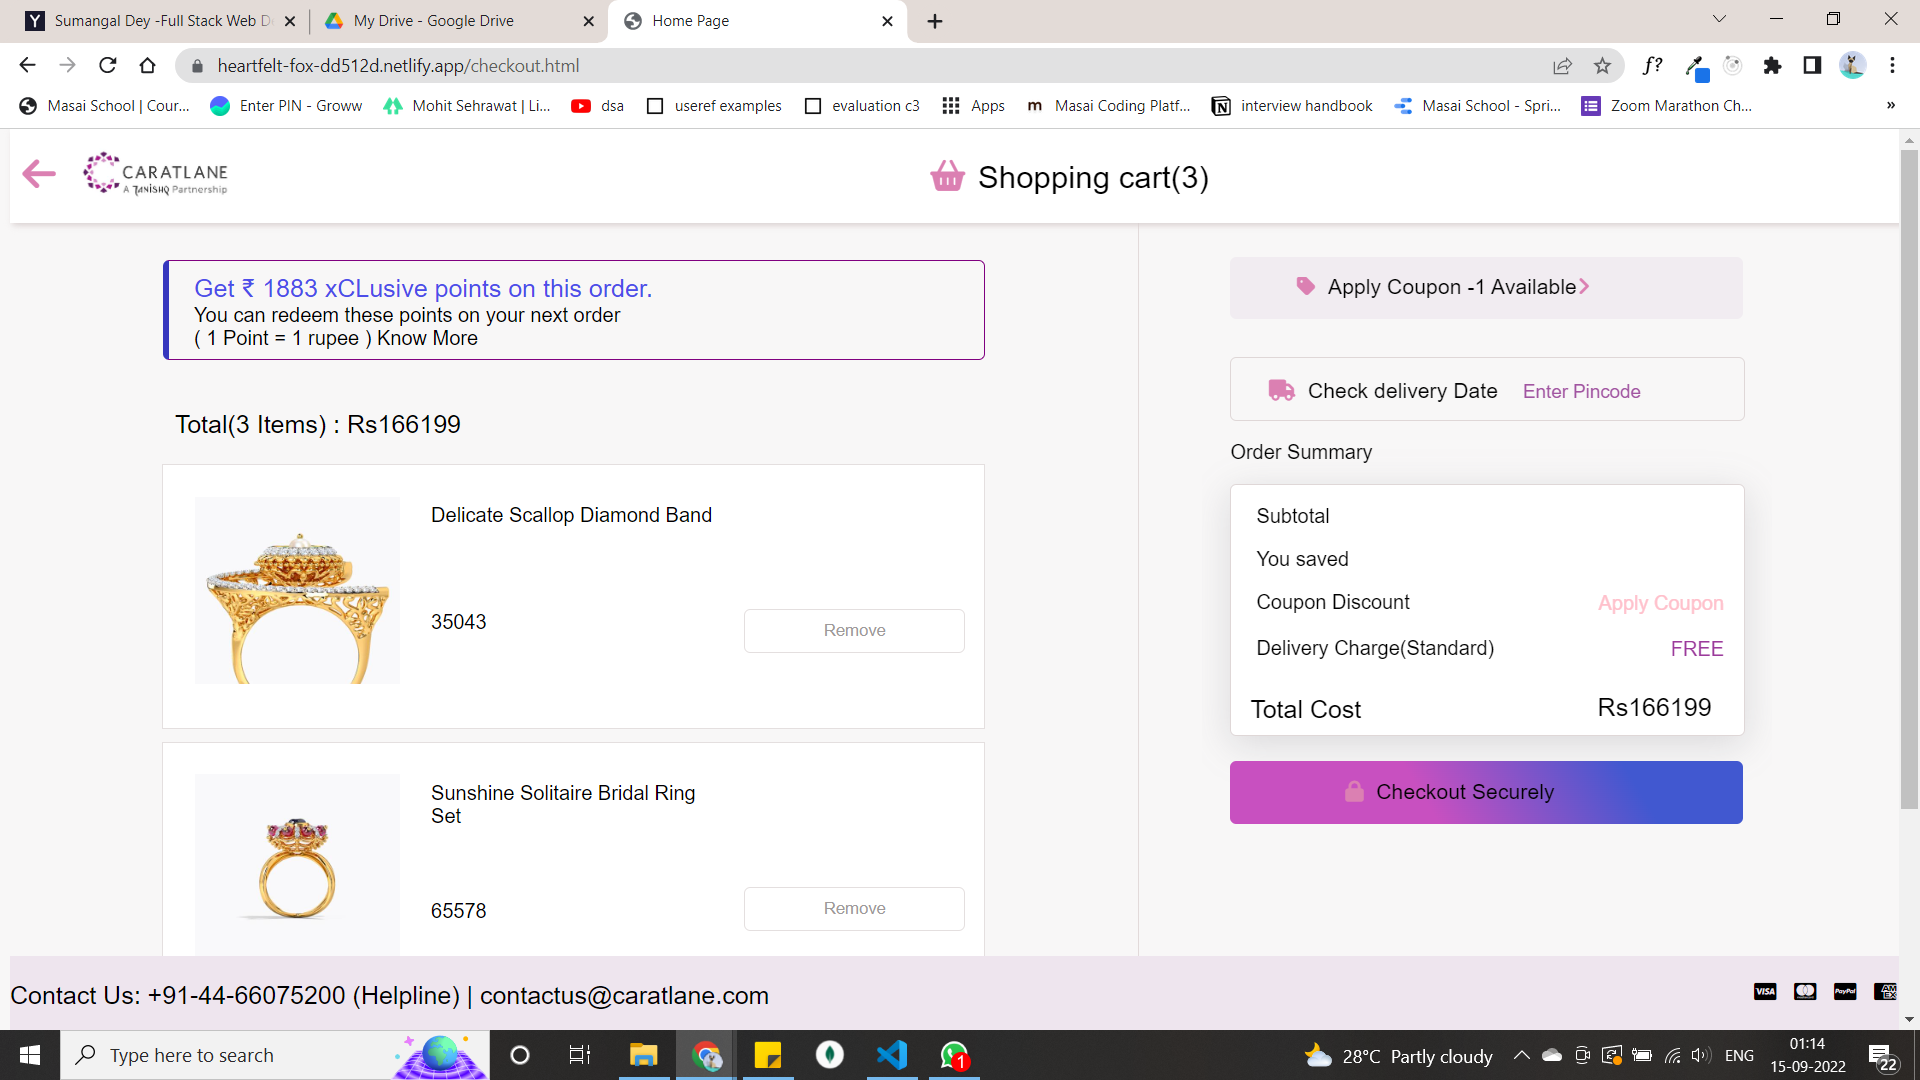 Sumangal Dey -Full Stack Web D
My Drive - Google Drive
Home Page
heartfelt-fox-dd512d.netlify.app/checkout.html
f?
Masai School | Cour...
Enter PIN - Groww
Mohit Sehrawat | Li...
dsa
useref examples
evaluation c3
Apps
Masai Coding Platf...
interview handbook
Masai School - Spri...
Zoom Marathon Ch...
»
CARATLANE
A TANISHQ Partnership
Shopping cart(3)
Get ₹ 1883 xCLusive points on this order.
You can redeem these points on your next order
( 1 Point = 1 rupee ) Know More
Total(3 Items) : Rs166199
Delicate Scallop Diamond Band
35043
Remove
Sunshine Solitaire Bridal Ring
Set
65578
Remove
Apply Coupon -1 Available
Check delivery Date Enter Pincode
Order Summary
Subtotal
You saved
Coupon Discount Apply Coupon
Delivery Charge(Standard) FREE
Total Cost Rs166199
Checkout Securely
Contact Us: +91-44-66075200 (Helpline) | contactus@caratlane.com
VISA
PayPal
AM
EX
Type here to search
1
28°C Partly cloudy
ENG
01:14
15-09-2022
22